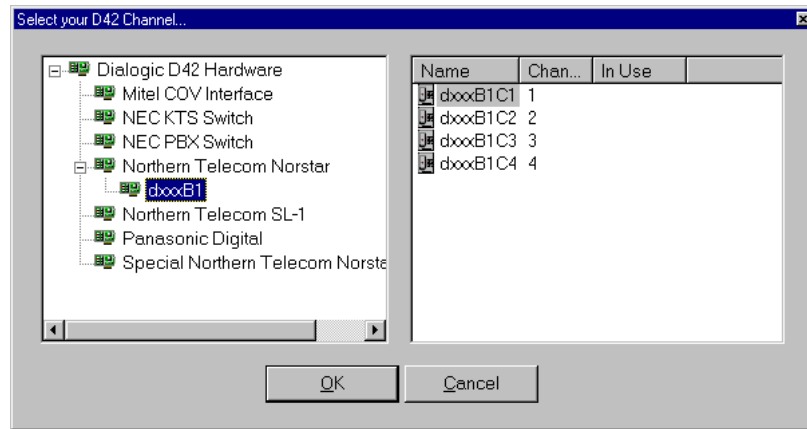 Select your D42 Channel...
Dialogic D42 Hardware
Mitel COV Interface
NEC KTS Switch
NEC PBX Switch
Northern Telecom Norstar
dxxxB1
Northern Telecom SL-1
Panasonic Digital
Special Northern Telecom Norsta
Name Chan... In Use
dxxxB1C1 1
dxxxB1C2 2
dxxxB1C3 3
dxxxB1C4 4
OK Cancel